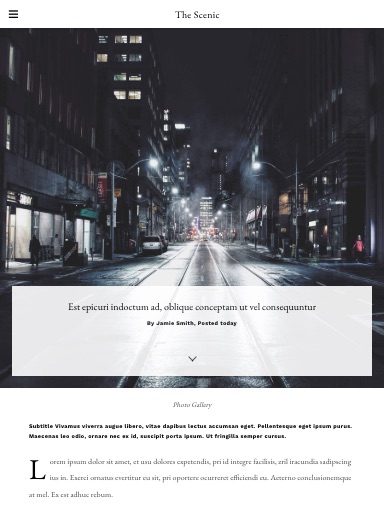 The Scenic
Est epicuri indoctum ad, oblique conceptam ut vel consequuntur
By Jamie Smith, Posted today
Photo Gallery
Subtitle Vivamus viverra augue libero, vitae dapibus lectus accumsan eget. Pellentesque eget ipsum purus.
Maecenas leo odio, ornare nec ex id, suscipit porta ipsum. Ut fringilla semper cursus.
Lorem ipsum dolor sit amet, et usu dolores expetendis, pri id integre facilisis, zril iracundia sadipscing
ius in. Exerci ornatus evertitur eu sit, pri oportere ocurreret efficiendi eu. Aeterno conclusionemque
at mel. Ex est adhuc rebum.